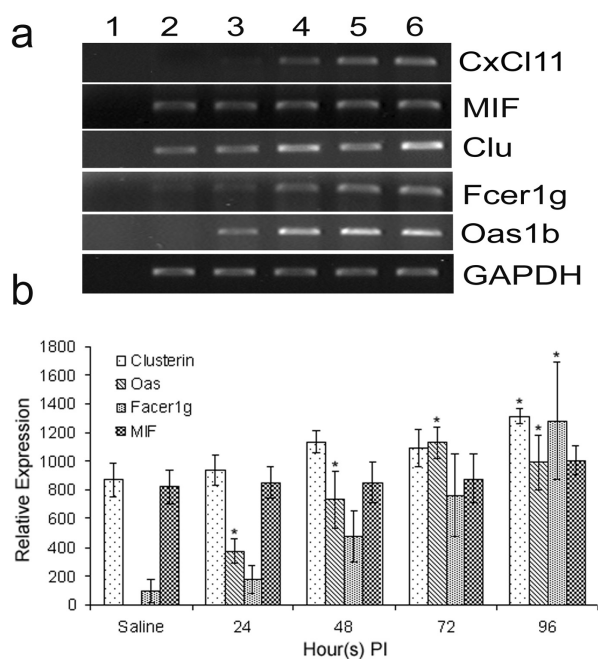 a
1 2 3 4 5 6
CxCl11
MIF
Clu
Fcer1g
Oas1b
GAPDH
b
1800
1600
1400
1200
1000
800
600
400
200
0
Relative Expression
Clusterin
Oas
Facer1g
MIF
* * * * * *
Saline 24 48 72 96
Hour(s) PI